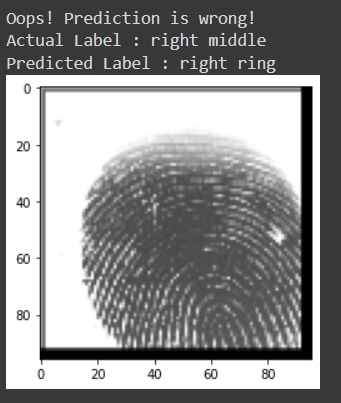 Oops! Prediction is wrong!
Actual Label : right middle
Predicted Label : right ring
0
20
40
60
80
0 20 40 60 80